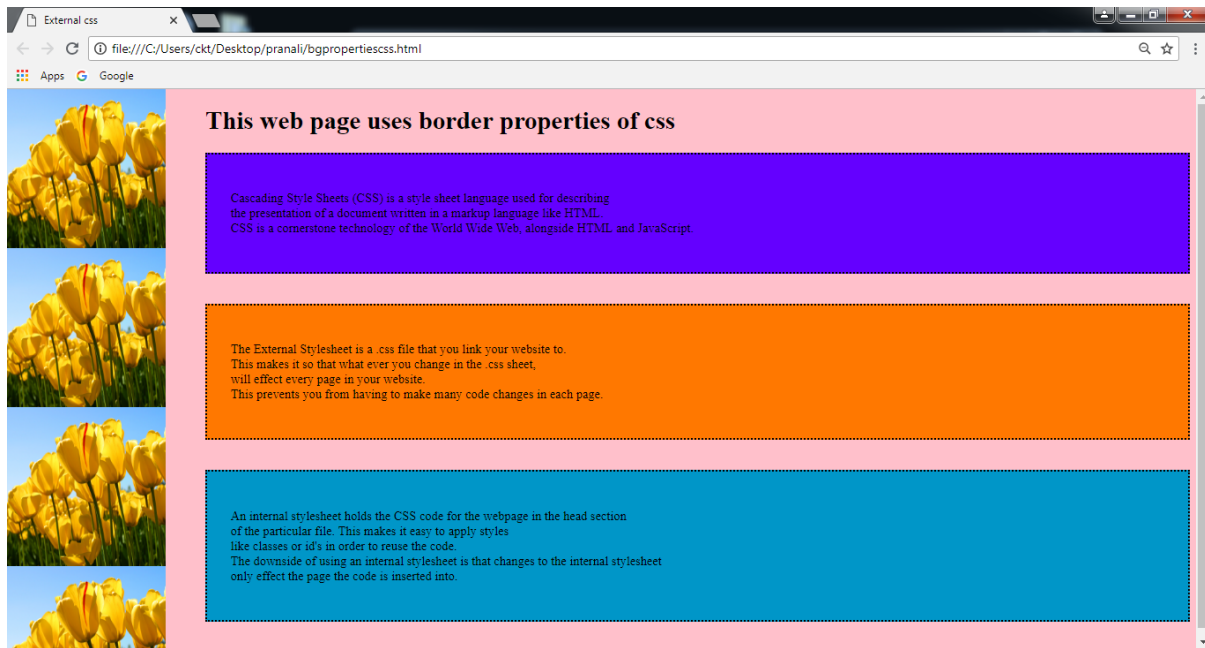 External css
file:///C:/Users/ckt/Desktop/pranali/bgpropertiescss.html
Apps Google
This web page uses border properties of css
Cascading Style Sheets (CSS) is a style sheet language used for describing
the presentation of a document written in a markup language like HTML.
CSS is a cornerstone technology of the World Wide Web, alongside HTML and JavaScript.
The External Stylesheet is a .css file that you link your website to.
This makes it so that what ever you change in the .css sheet,
will effect every page in your website.
This prevents you from having to make many code changes in each page.
An internal stylesheet holds the CSS code for the webpage in the head section
of the particular file. This makes it easy to apply styles
like classes or id's in order to reuse the code.
The downside of using an internal stylesheet is that changes to the internal stylesheet
only effect the page the code is inserted into.